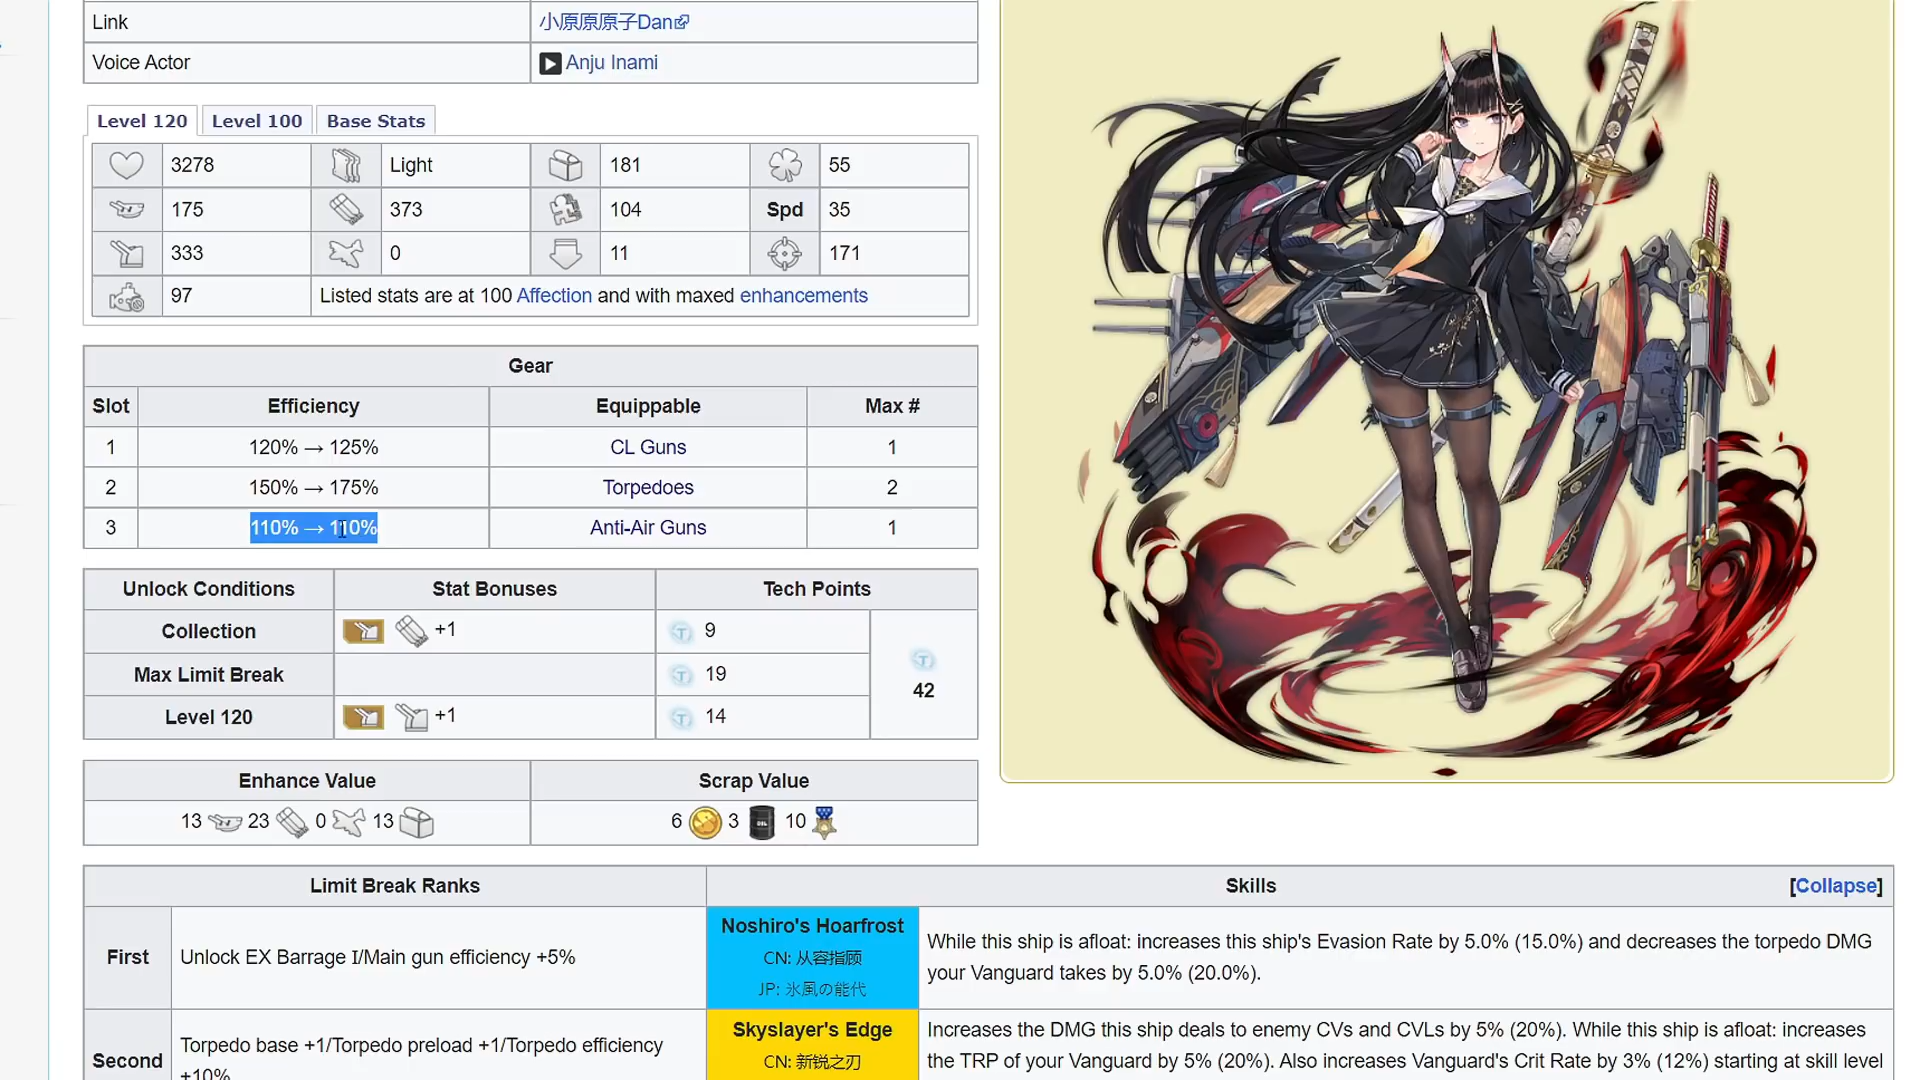 Link
小原原原子Dan
Voice Actor
Anju Inami
Level 120 Level 100 Base Stats
3278 Light 181 55
175 373 104 Spd 35
333 0 11 171
97 Listed stats are at 100 Affection and with maxed enhancements
Gear
Slot Efficiency Equippable Max #
1 120% → 125% CL Guns 1
2 150% → 175% Torpedoes 2
3 110% → 110% Anti-Air Guns 1
Unlock Conditions Stat Bonuses Tech Points
Collection +1 9
Max Limit Break 19
42
Level 120 +1 14
Enhance Value Scrap Value
13 23 0 13 6 3 10
Limit Break Ranks Skills [Collapse]
First
Unlock EX Barrage I/Main gun efficiency +5%
Noshiro's Hoarfrost
CN: 从容指顾
JP: 氷風の能代
While this ship is afloat: increases this ship's Evasion Rate by 5.0% (15.0%) and decreases the torpedo DMG
your Vanguard takes by 5.0% (20.0%).
Second
Torpedo base +1/Torpedo preload +1/Torpedo efficiency
+10%
Skyslayer's Edge
CN: 新锐之刃
Increases the DMG this ship deals to enemy CVs and CVLs by 5% (20%). While this ship is afloat: increases
the TRP of your Vanguard by 5% (20%). Also increases Vanguard's Crit Rate by 3% (12%) starting at skill level